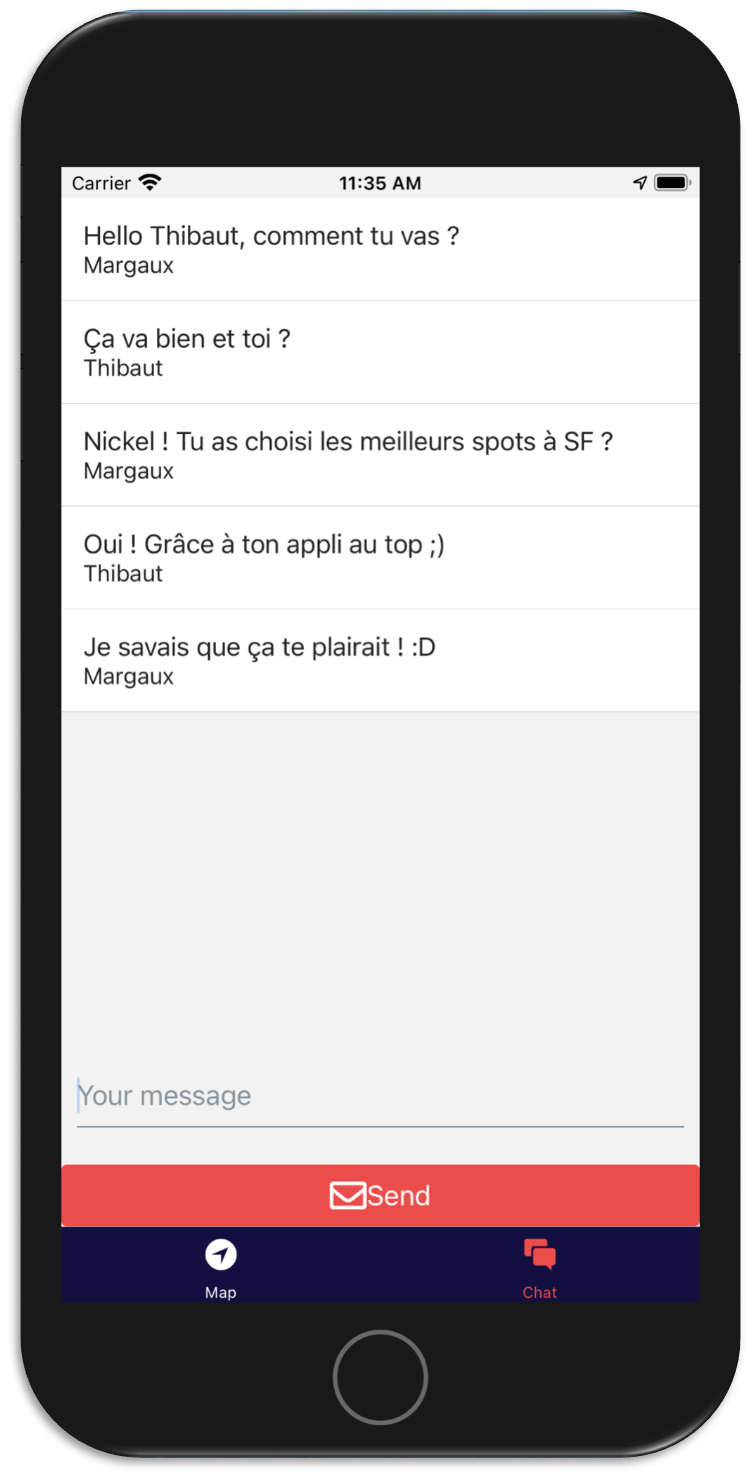 Carrier 11:35 AM
Hello Thibaut, comment tu vas ?
Margaux
Ça va bien et toi ?
Thibaut
Nickel ! Tu as choisi les meilleurs spots à SF ?
Margaux
Oui ! Grâce à ton appli au top ;)
Thibaut
Je savais que ça te plairait ! :D
Margaux
Your message
Send
Map Chat